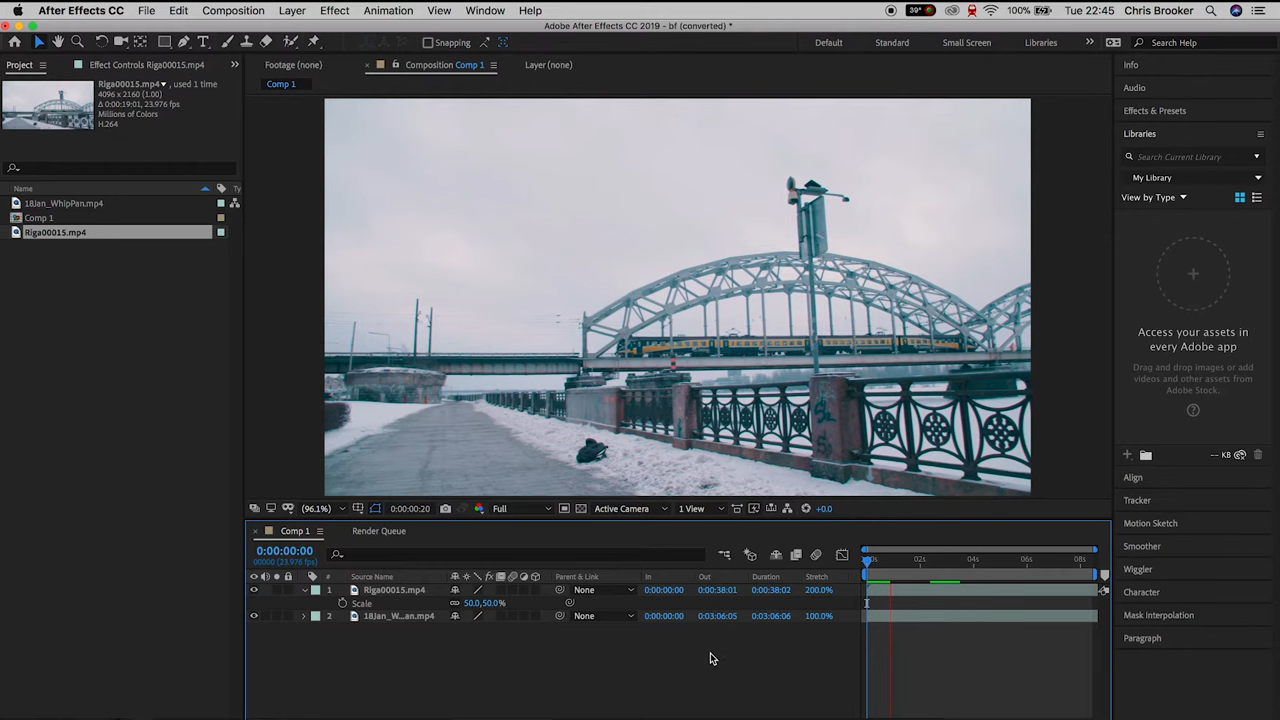 After Effects CC File Edit Composition Layer Effect Animation View Window Help 39° 100% Tue 22:45 Chris Brooker
Adobe After Effects CC 2019 - bf (converted) *
Snapping Default Standard Small Screen Libraries Search Help
Project Effect Controls Riga00015.mp4 Footage (none) Composition Comp 1 Layer (none) Info
Riga00015.mp4 , used 1 time
4096 x 2160 (1.00)
Δ 0:00:19:01, 23.976 fps
Millions of Colors
H.264
Comp 1
Audio
Effects & Presets
Libraries
Search Current Library
My Library
View by Type
Name Ty
18Jan_WhipPan.mp4
Comp 1
Riga00015.mp4
Access your assets in
every Adobe app
Drag and drop images or add
videos and other assets from
Adobe Stock.
-- KB
Align
Tracker
Motion Sketch
Smoother
Wiggler
Character
Mask Interpolation
Paragraph
(96.1%) 0:00:00:20 Full Active Camera 1 View +0.0
Comp 1 Render Queue
0:00:00:00
00000 (23.976 fps)
02s 04s 06s 08s
# Source Name Parent & Link In Out Duration Stretch
1 Riga00015.mp4 None 0:00:00:00 0:00:38:01 0:00:38:02 200.0%
Scale 50.0,50.0%
2 18Jan_W...an.mp4 None 0:00:00:00 0:03:06:05 0:03:06:06 100.0%